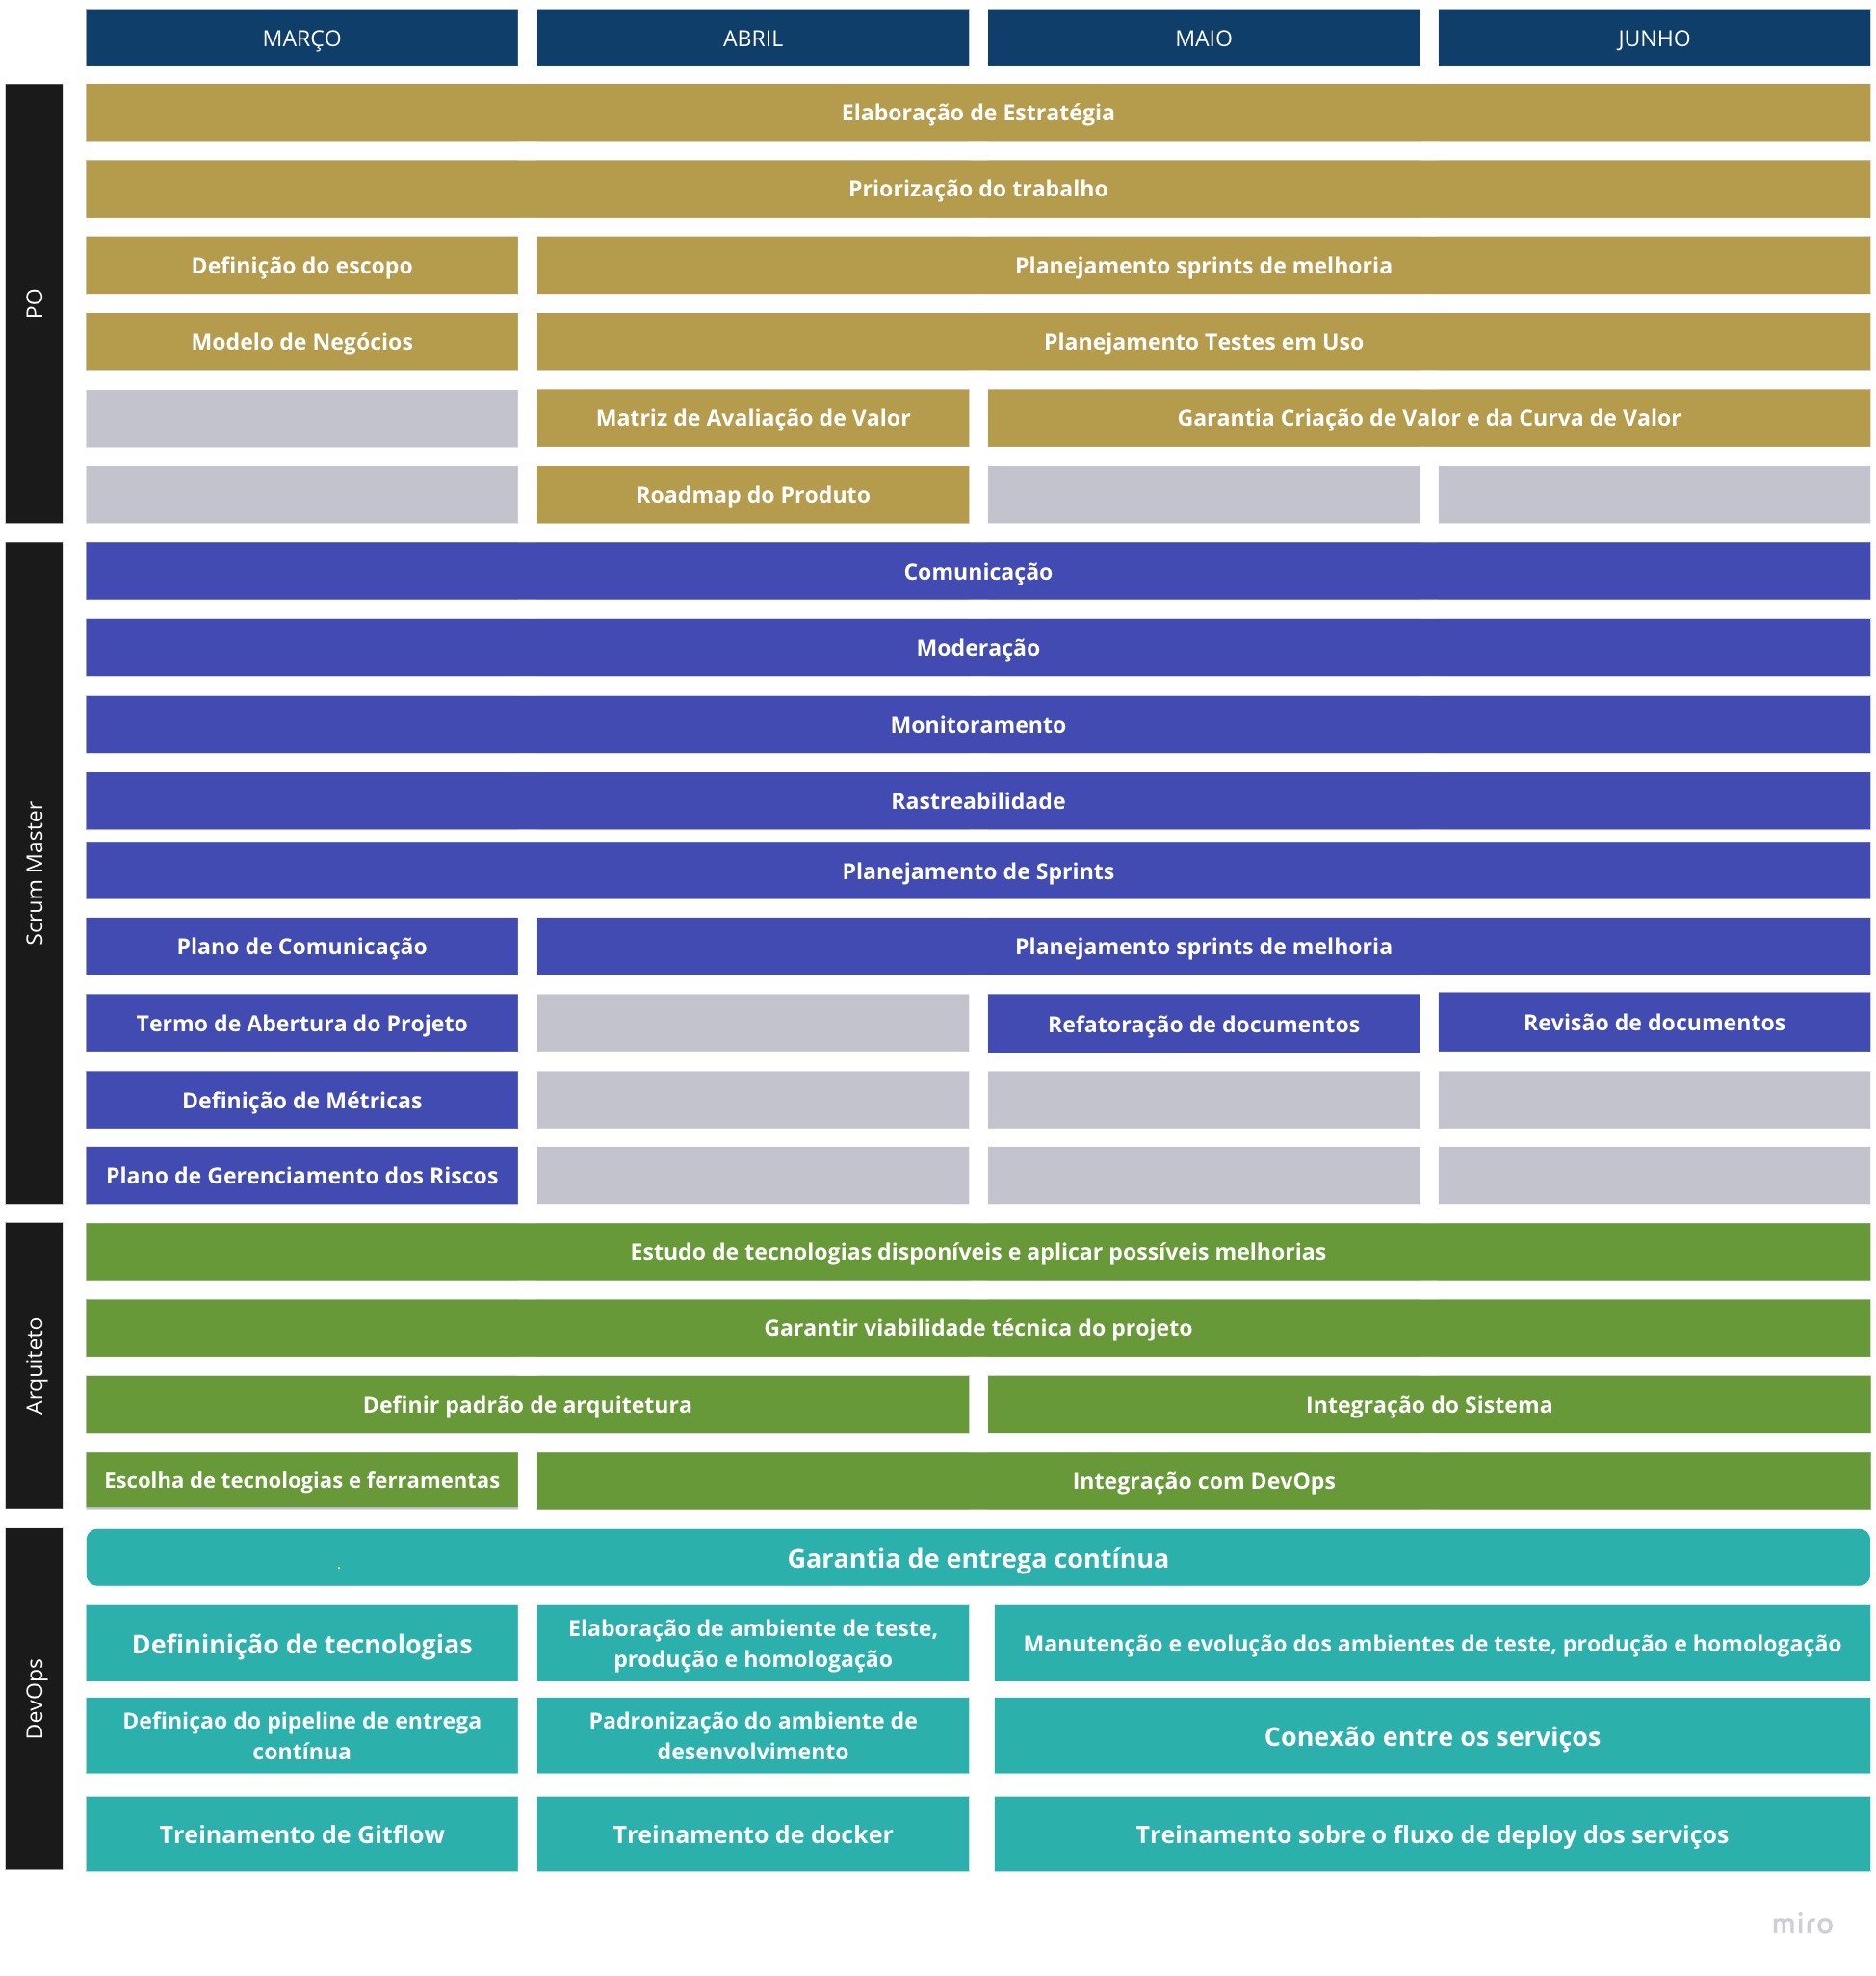 MARÇO
ABRIL
MAIO
JUNHO
PO
Elaboração de Estratégia
Priorização do trabalho
Definição do escopo
Planejamento sprints de melhoria
Modelo de Negócios
Planejamento Testes em Uso
Matriz de Avaliação de Valor
Garantia Criação de Valor e da Curva de Valor
Roadmap do Produto
Scrum Master
Comunicação
Moderação
Monitoramento
Rastreabilidade
Planejamento de Sprints
Plano de Comunicação
Planejamento sprints de melhoria
Termo de Abertura do Projeto
Refatoração de documentos
Revisão de documentos
Definição de Métricas
Plano de Gerenciamento dos Riscos
Arquiteto
Estudo de tecnologias disponíveis e aplicar possíveis melhorias
Garantir viabilidade técnica do projeto
Definir padrão de arquitetura
Integração do Sistema
Escolha de tecnologias e ferramentas
Integração com DevOps
DevOps
Garantia de entrega contínua
Defininição de tecnologias
Elaboração de ambiente de teste,
produção e homologação
Manutenção e evolução dos ambientes de teste, produção e homologação
Definiçao do pipeline de entrega
contínua
Padronização do ambiente de
desenvolvimento
Conexão entre os serviços
Treinamento de Gitflow
Treinamento de docker
Treinamento sobre o fluxo de deploy dos serviços
miro